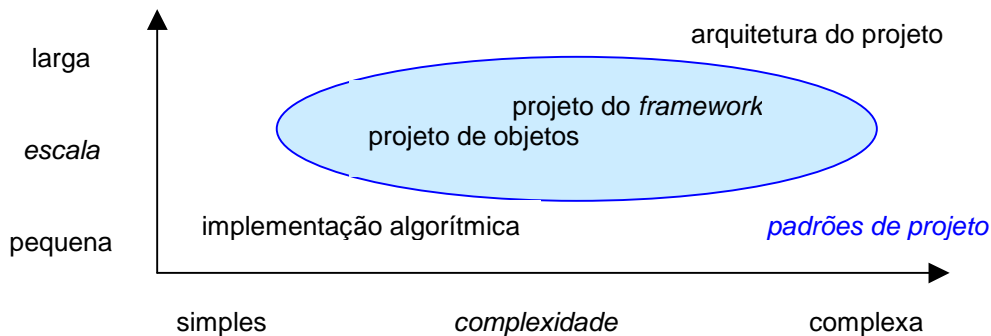 arquitetura do projeto
larga
projeto do framework
projeto de objetos
escala
implementação algorítmica
padrões de projeto
pequena
simples
complexidade
complexa